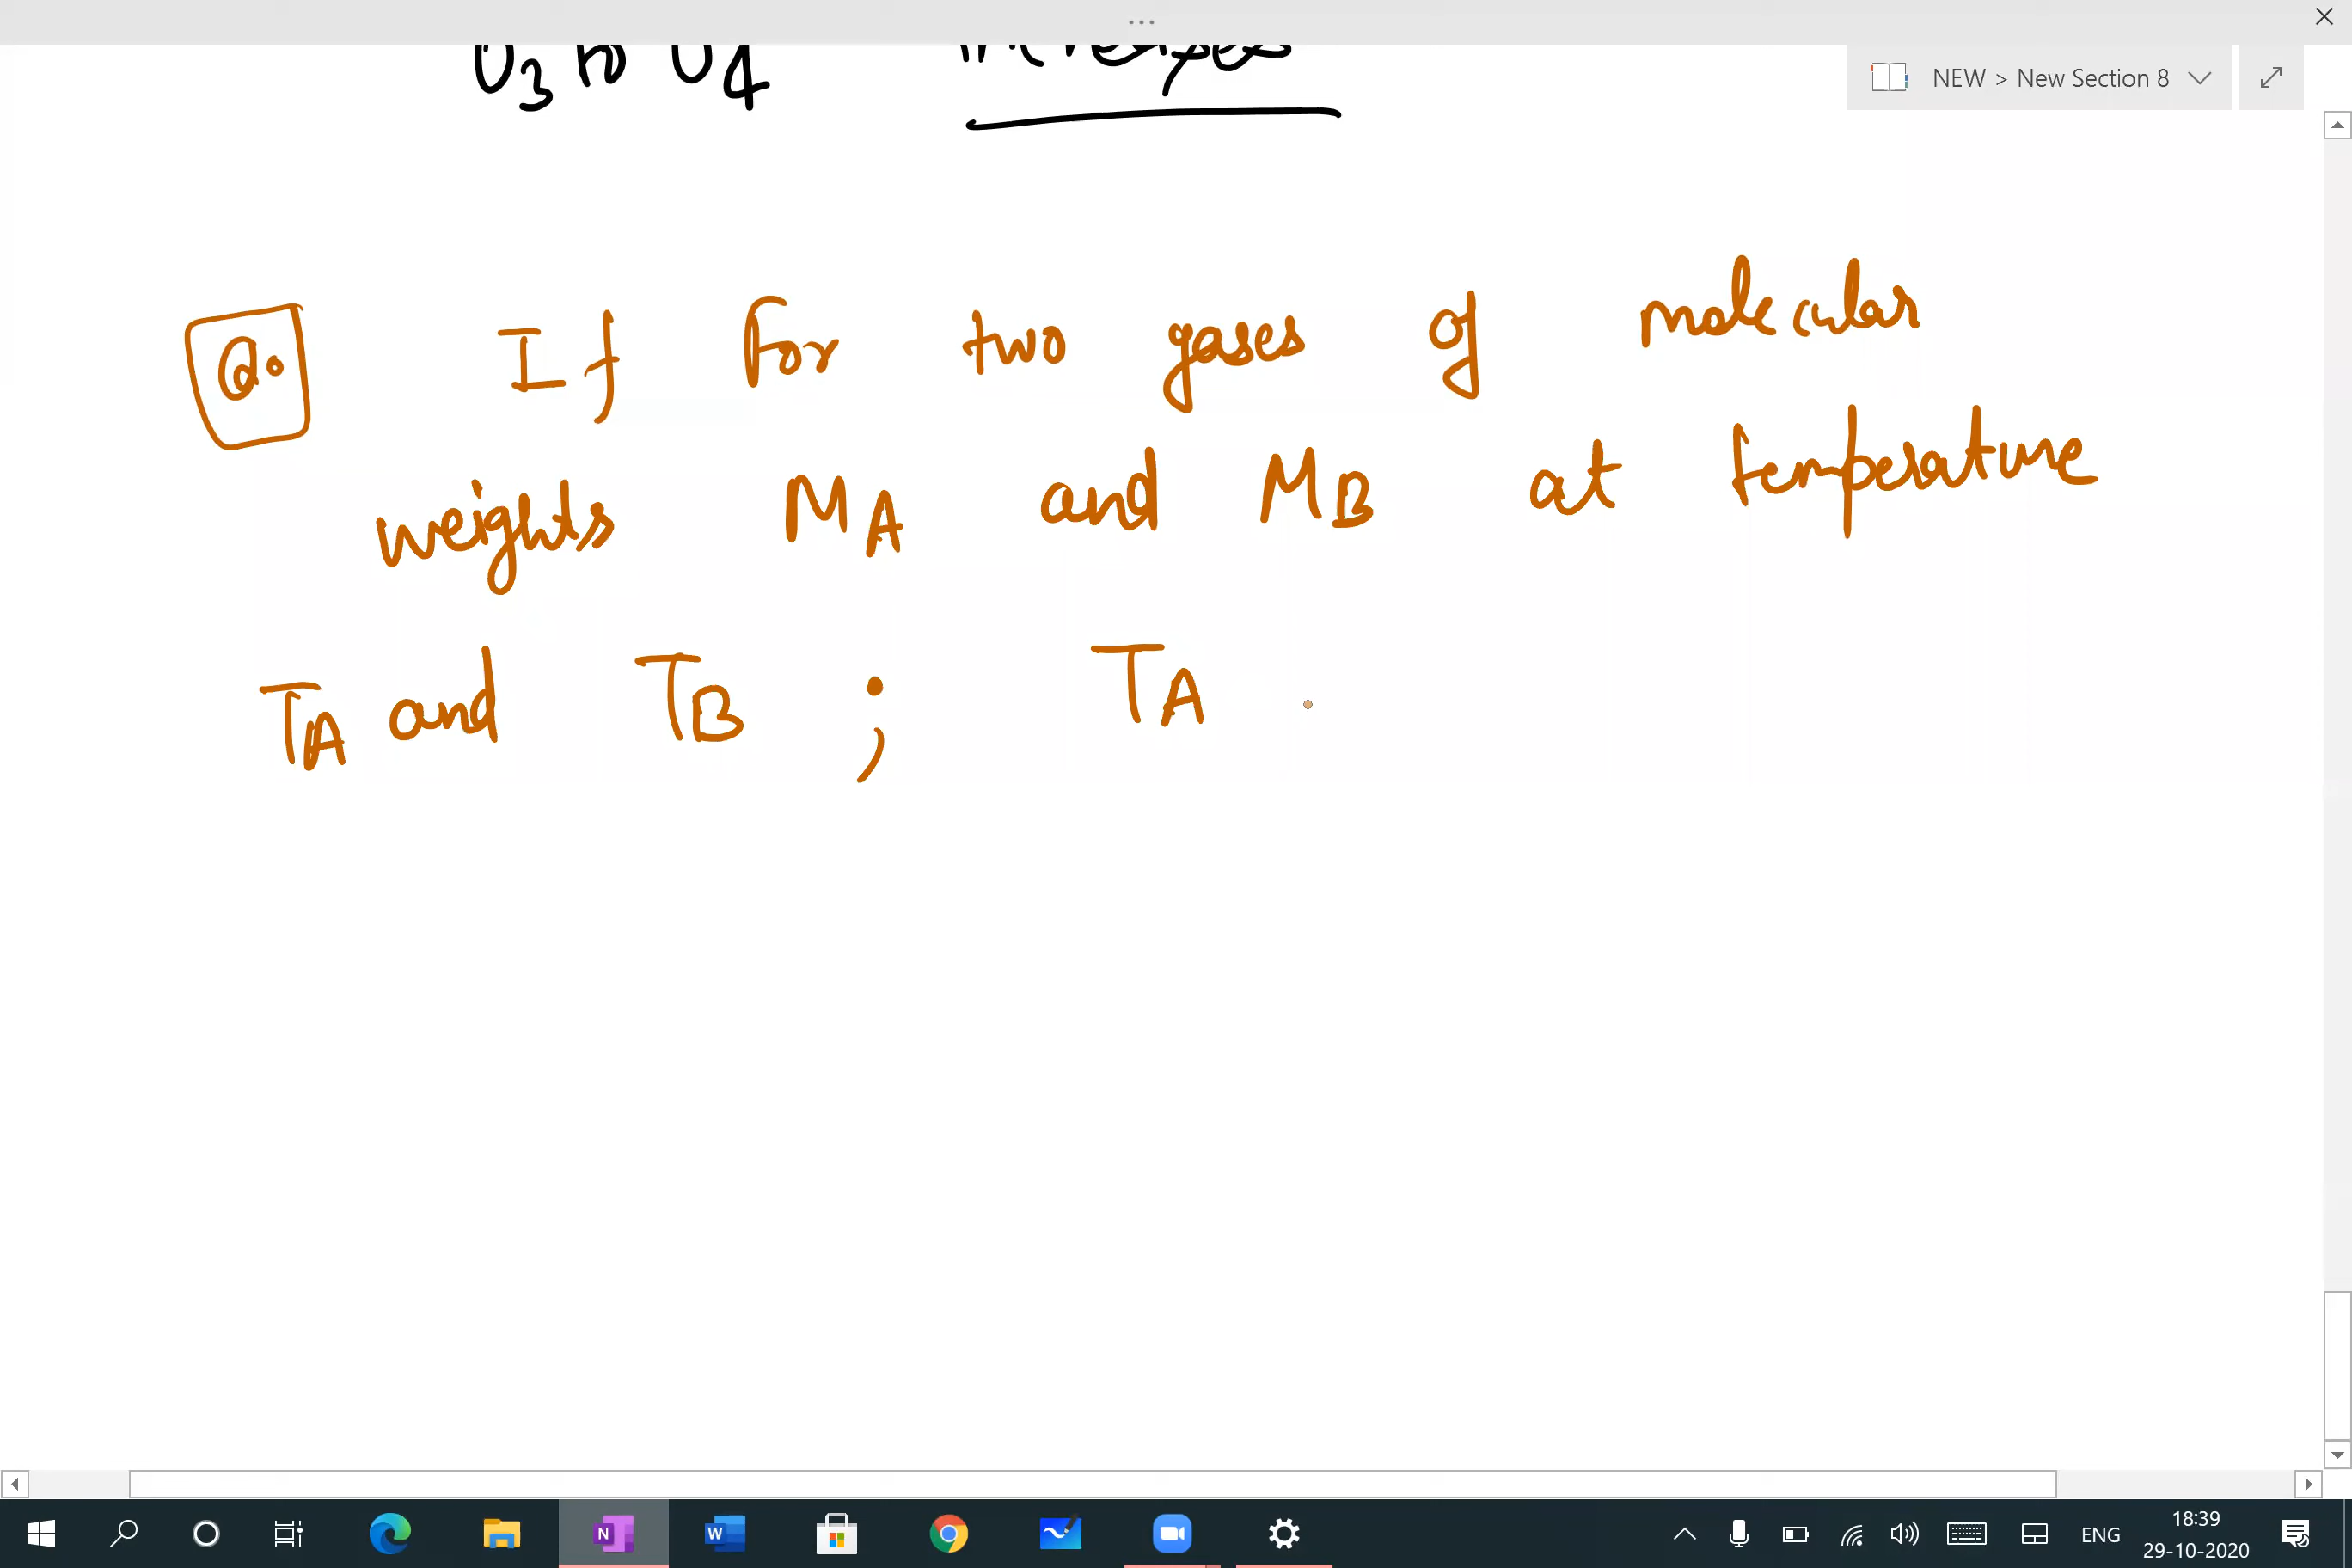 NEW > New Section 8
Q. If For two gases of molecular
weights MA and MB at temperature
TA and TB ; TA
ENG
18:39
29-10-2020